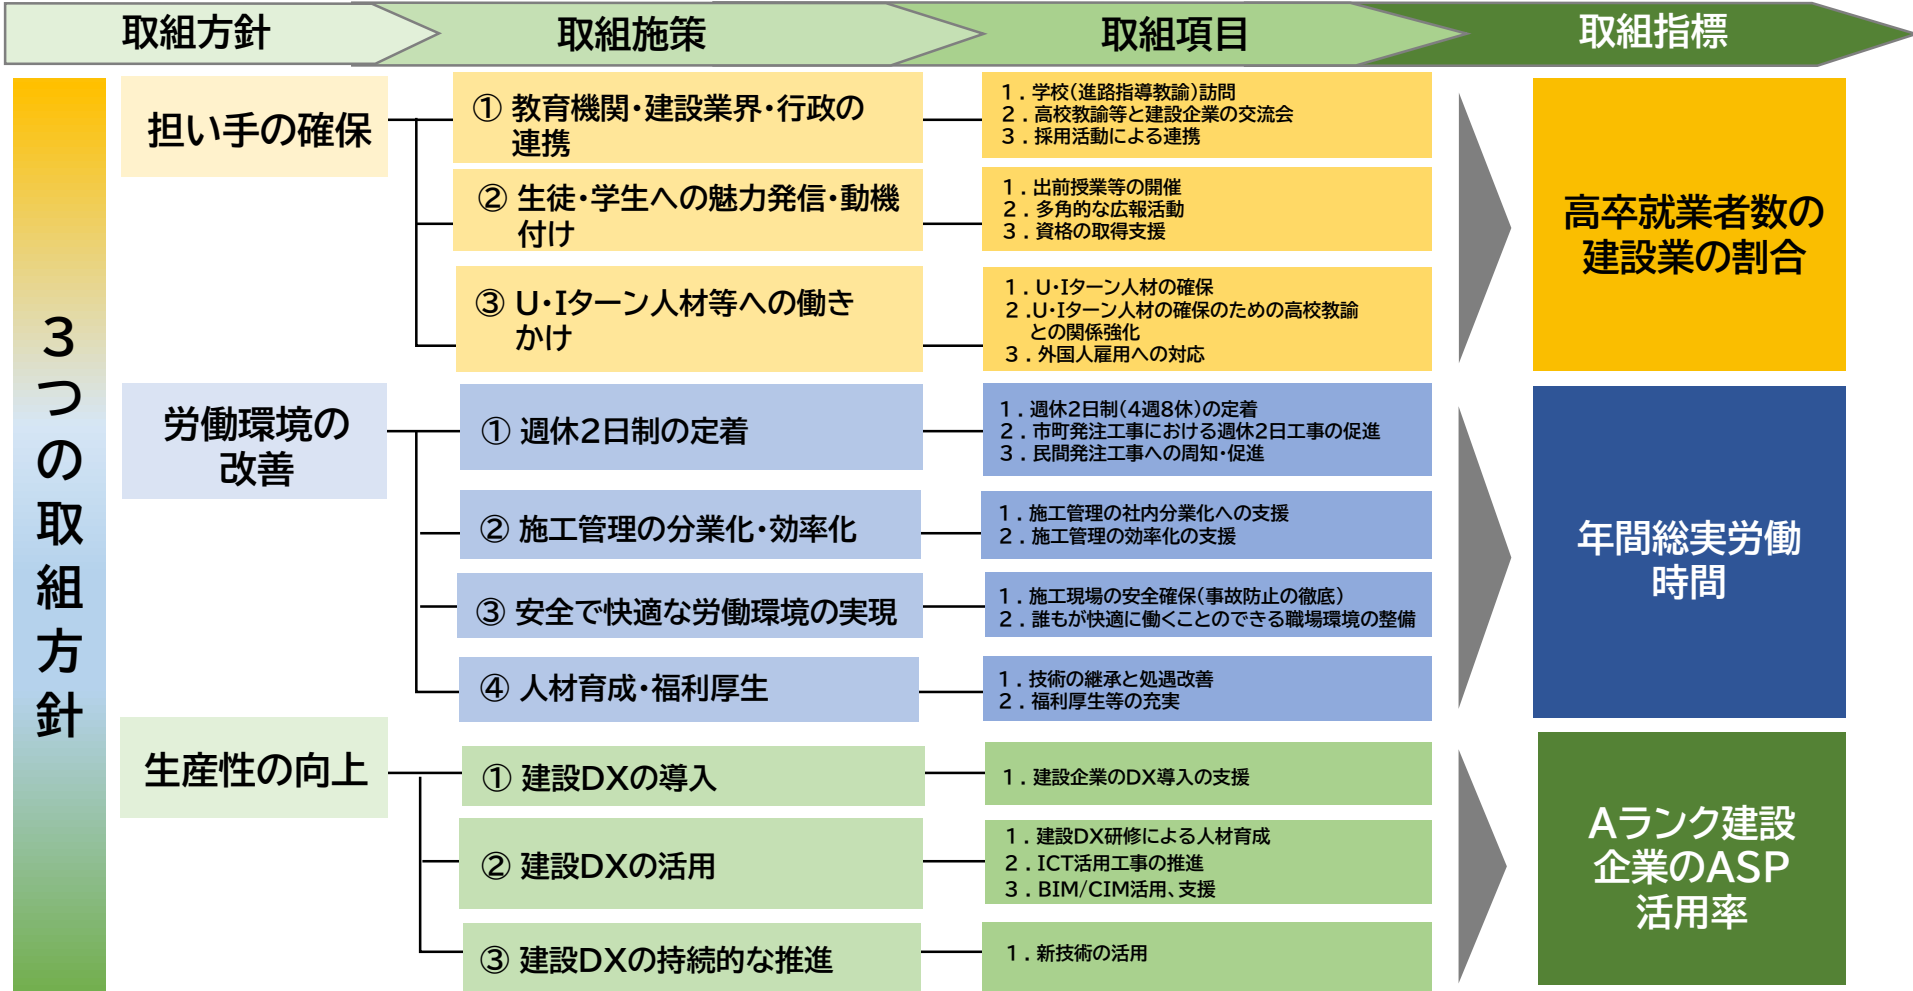 取組方針
取組施策
取組項目
取組指標
3つの取組方針
担い手の確保
① 教育機関・建設業界・行政の
連携
1．学校(進路指導教諭)訪問
2．高校教諭等と建設企業の交流会
3．採用活動による連携
② 生徒・学生への魅力発信・動機
付け
1．出前授業等の開催
2．多角的な広報活動
3．資格の取得支援
③ U・Iターン人材等への働き
かけ
1．U・Iターン人材の確保
2.U・Iターン人材の確保のための高校教諭
との関係強化
3．外国人雇用への対応
高卒就業者数の
建設業の割合
労働環境の
改善
① 週休2日制の定着
1．週休2日制(4週8休)の定着
2．市町発注工事における週休2日工事の促進
3．民間発注工事への周知・促進
② 施工管理の分業化・効率化
1．施工管理の社内分業化への支援
2．施工管理の効率化の支援
③ 安全で快適な労働環境の実現
1．施工現場の安全確保(事故防止の徹底)
2．誰もが快適に働くことのできる職場環境の整備
④ 人材育成・福利厚生
1．技術の継承と処遇改善
2．福利厚生等の充実
年間総実労働
時間
生産性の向上
① 建設DXの導入
1．建設企業のDX導入の支援
② 建設DXの活用
1．建設DX研修による人材育成
2．ICT活用工事の推進
3．BIM/CIM活用、支援
③ 建設DXの持続的な推進
1．新技術の活用
Aランク建設
企業のASP
活用率